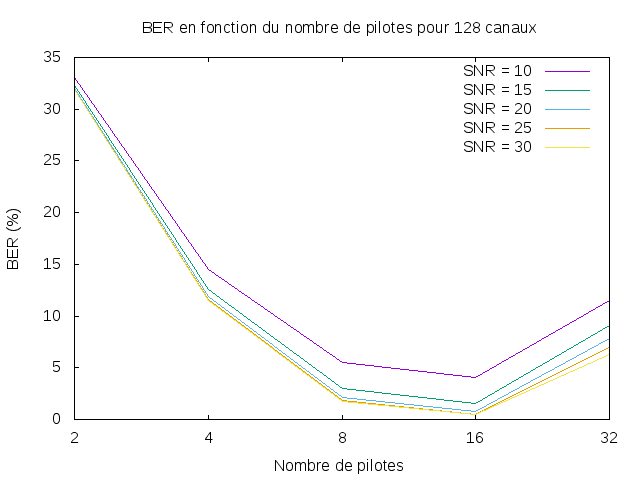 BER en fonction du nombre de pilotes pour 128 canaux
35
30
25
20
15
10
5
0
BER (%)
SNR = 10
SNR = 15
SNR = 20
SNR = 25
SNR = 30
2 4 8 16 32
Nombre de pilotes